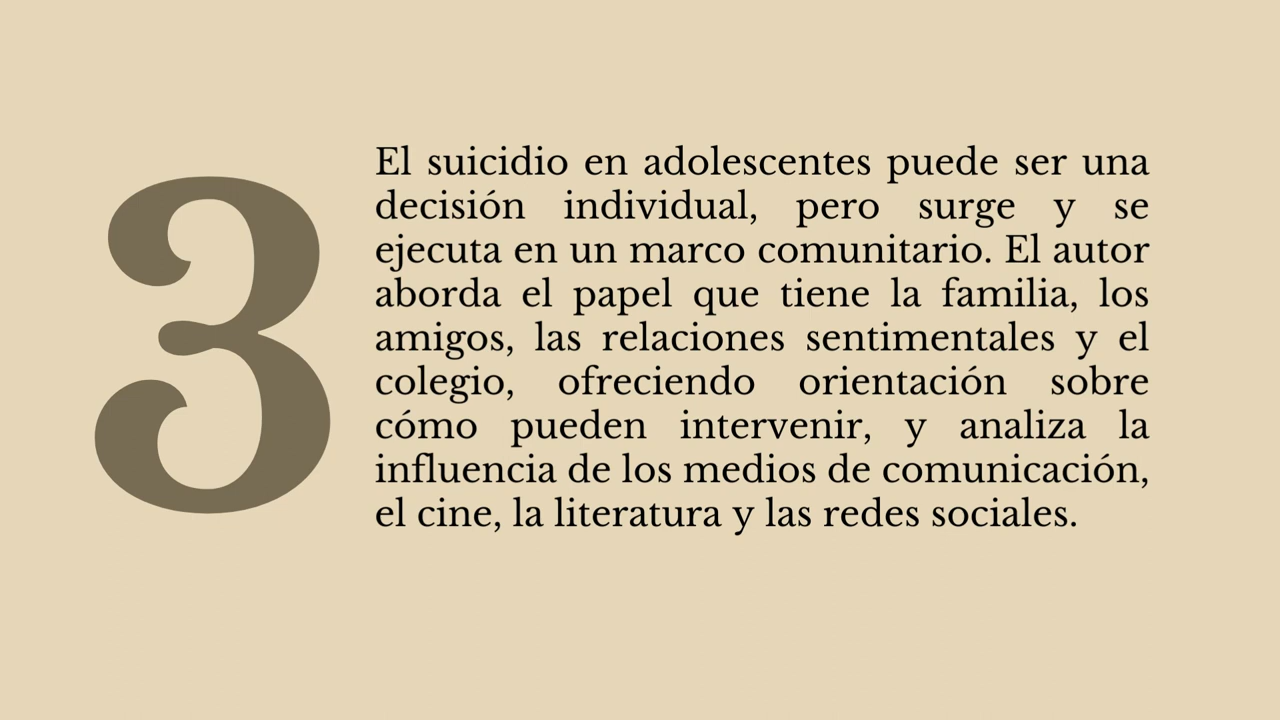 3
El suicidio en adolescentes puede ser una
decisión individual, pero surge y se
ejecuta en un marco comunitario. El autor
aborda el papel que tiene la familia, los
amigos, las relaciones sentimentales y el
colegio, ofreciendo orientación sobre
cómo pueden intervenir, y analiza la
influencia de los medios de comunicación,
el cine, la literatura y las redes sociales.